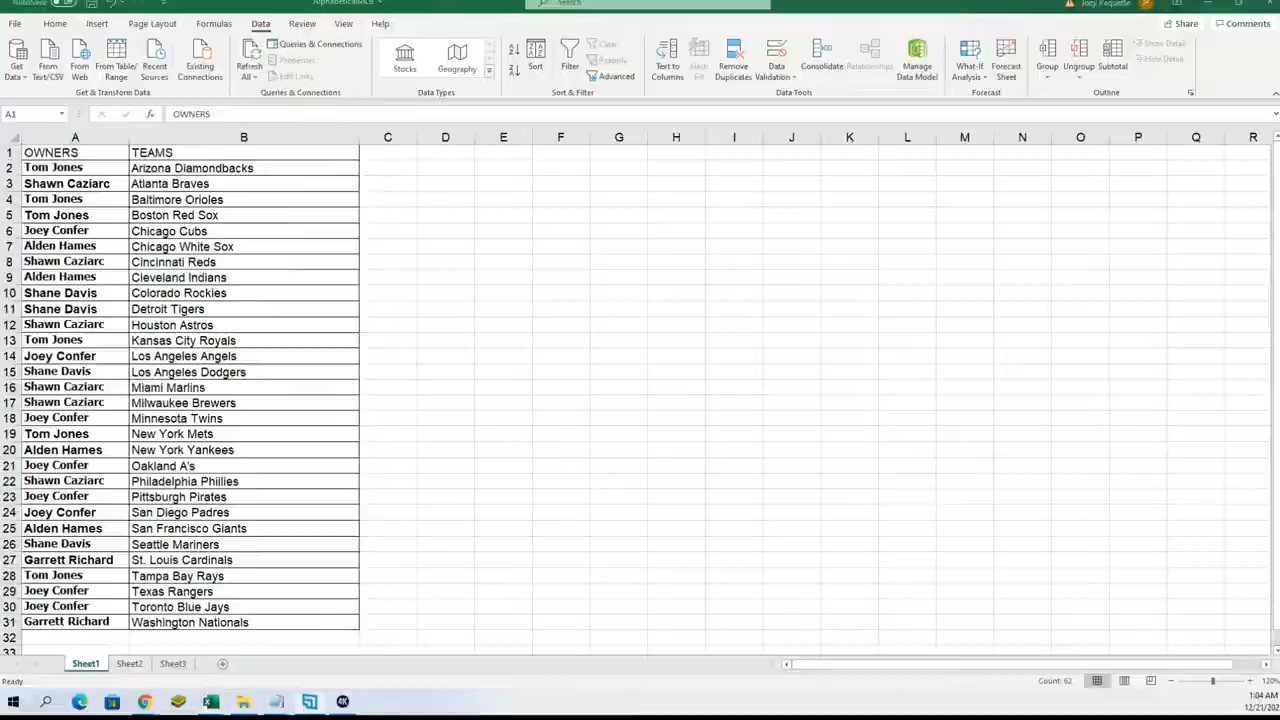 AutoSave
Alphabetical MLB
Search
Joey Paquette
File Home Insert Page Layout Formulas Data Review View Help
Share Comments
Get Data
From Text/CSV
From Web
From Table/Range
Recent Sources
Existing Connections
Get & Transform Data
Refresh All
Queries & Connections
Properties
Edit Links
Queries & Connections
Stocks
Geography
Data Types
Sort
Filter
Clear
Reapply
Advanced
Sort & Filter
Text to Columns
Flash Fill
Remove Duplicates
Data Validation
Consolidate
Relationships
Manage Data Model
Data Tools
What-If Analysis
Forecast Sheet
Forecast
Group
Ungroup
Subtotal
Show Detail
Hide Detail
Outline
A1 fx OWNERS
A B C D E F G H I J K L M N O P Q R
1 OWNERS TEAMS
2 Tom Jones Arizona Diamondbacks
3 Shawn Caziarc Atlanta Braves
4 Tom Jones Baltimore Orioles
5 Tom Jones Boston Red Sox
6 Joey Confer Chicago Cubs
7 Alden Hames Chicago White Sox
8 Shawn Caziarc Cincinnati Reds
9 Alden Hames Cleveland Indians
10 Shane Davis Colorado Rockies
11 Shane Davis Detroit Tigers
12 Shawn Caziarc Houston Astros
13 Tom Jones Kansas City Royals
14 Joey Confer Los Angeles Angels
15 Shane Davis Los Angeles Dodgers
16 Shawn Caziarc Miami Marlins
17 Shawn Caziarc Milwaukee Brewers
18 Joey Confer Minnesota Twins
19 Tom Jones New York Mets
20 Alden Hames New York Yankees
21 Joey Confer Oakland A's
22 Shawn Caziarc Philadelphia Phillies
23 Joey Confer Pittsburgh Pirates
24 Joey Confer San Diego Padres
25 Alden Hames San Francisco Giants
26 Shane Davis Seattle Mariners
27 Garrett Richard St. Louis Cardinals
28 Tom Jones Tampa Bay Rays
29 Joey Confer Texas Rangers
30 Joey Confer Toronto Blue Jays
31 Garrett Richard Washington Nationals
32
33
Sheet1 Sheet2 Sheet3
Ready Count: 62 120%
4K
1:04 AM
12/21/202